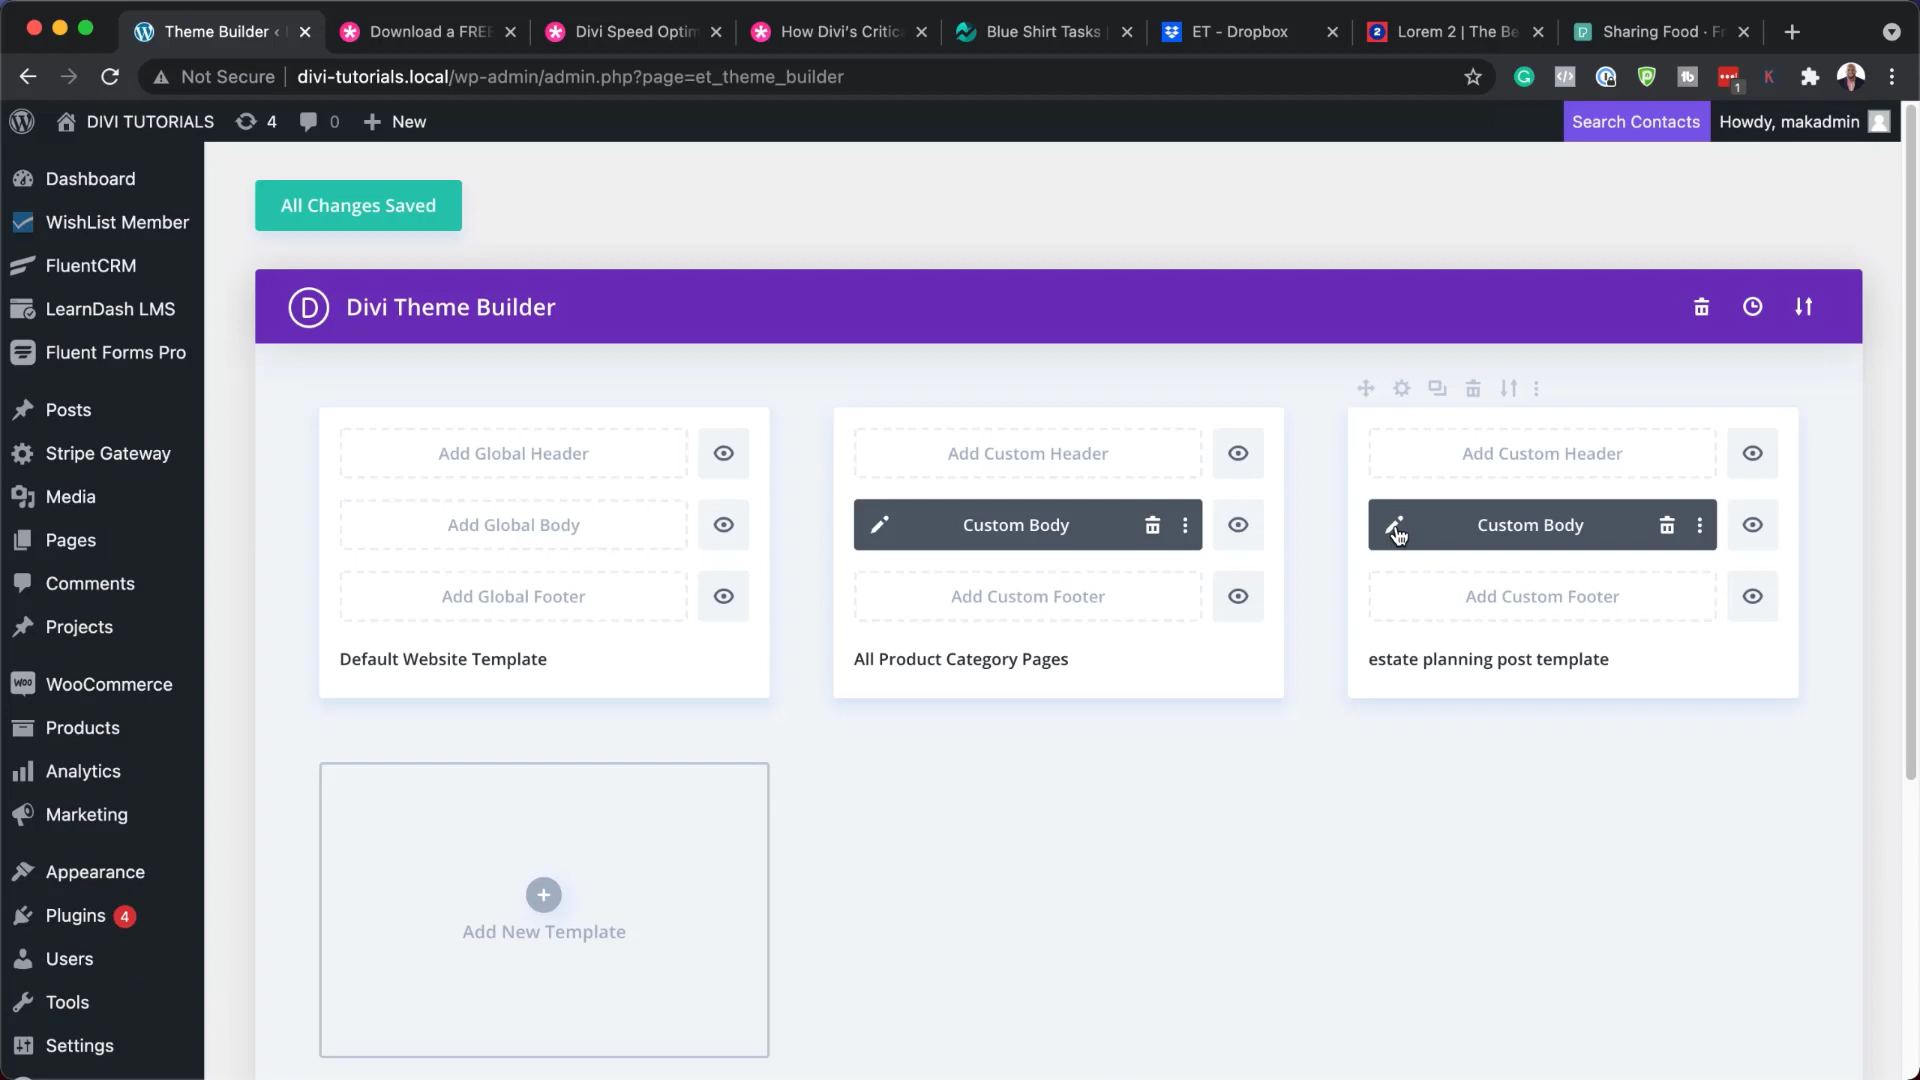 Theme Builder ‹
Download a FREE
Divi Speed Optim
How Divi's Critic
Blue Shirt Tasks
ET - Dropbox
Lorem 2 | The Be
Sharing Food · Fr
Not Secure
divi-tutorials.local/wp-admin/admin.php?page=et_theme_builder
1
K
DIVI TUTORIALS
4
0
New
Search Contacts
Howdy, makadmin
Dashboard
WishList Member
FluentCRM
LearnDash LMS
Fluent Forms Pro
Posts
Stripe Gateway
Media
Pages
Comments
Projects
WooCommerce
Products
Analytics
Marketing
Appearance
Plugins 4
Users
Tools
Settings
All Changes Saved
D Divi Theme Builder
Add Global Header
Add Global Body
Add Global Footer
Default Website Template
Add Custom Header
Custom Body
Add Custom Footer
All Product Category Pages
Add Custom Header
Custom Body
Add Custom Footer
estate planning post template
Add New Template